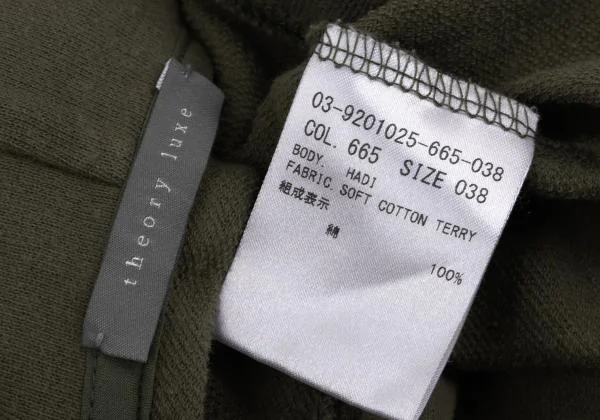 theory luxe
03-9201025-665-038
COL. 665 SIZE 038
BODY. HADI
FABRIC. SOFT COTTON TERRY
組成表示
綿 100%